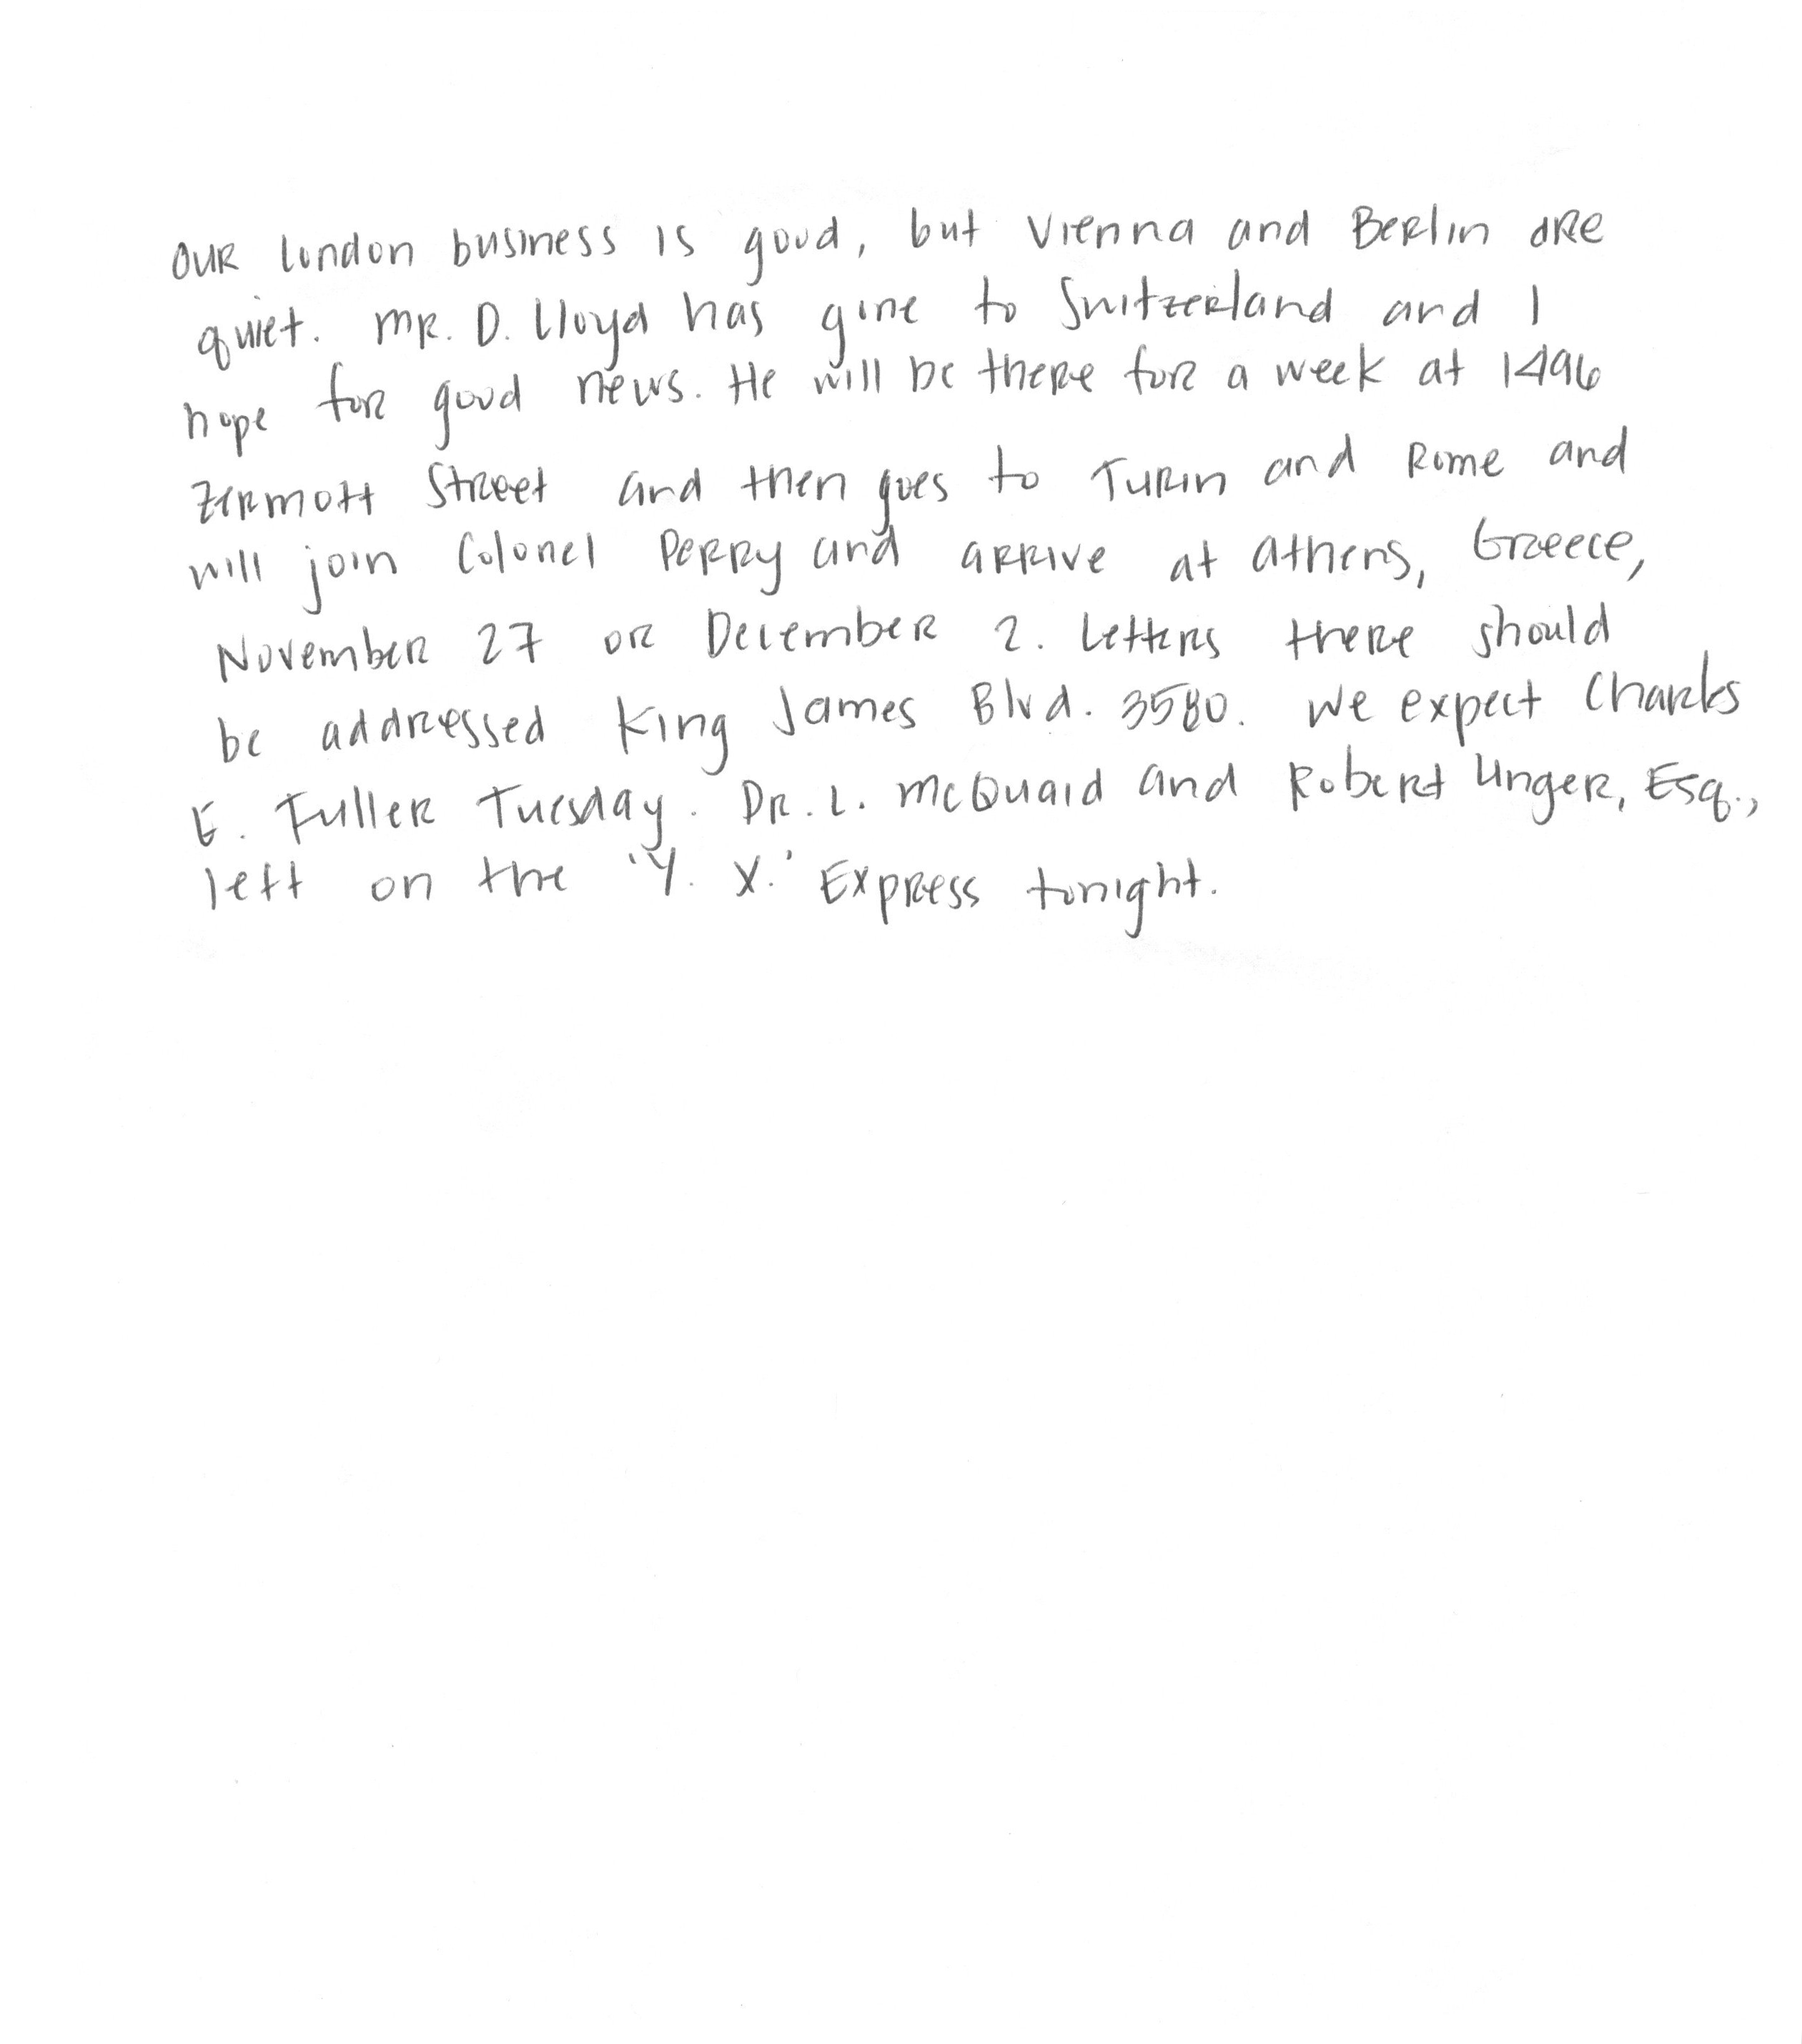 Our London business is good, but Vienna and Berlin are
quiet. Mr. D. Lloyd has gone to Switzerland and I
hope for good news. He will be there for a week at 1496
Zermott Street and then goes to Turin and Rome and
will join Colonel Perry and arrive at Athens, Greece,
November 27 or December 2. Letters there should
be addressed King James Blvd. 3580. We expect Charles
E. Fuller Tuesday. Dr. L. McQuaid and Robert Unger, Esq.,
left on the 'Y. X.' Express tonight.